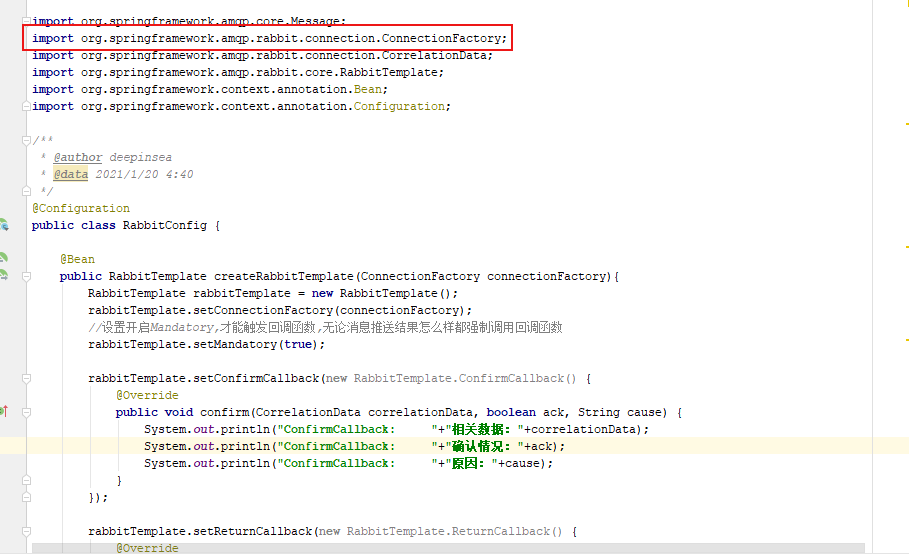 import org.springframework.amqp.core.Message;
import org.springframework.amqp.rabbit.connection.ConnectionFactory;
import org.springframework.amqp.rabbit.connection.CorrelationData;
import org.springframework.amqp.rabbit.core.RabbitTemplate;
import org.springframework.context.annotation.Bean;
import org.springframework.context.annotation.Configuration;
/**
* @author deepinsea
* @data 2021/1/20 4:40
*/
@Configuration
public class RabbitConfig {
@Bean
public RabbitTemplate createRabbitTemplate(ConnectionFactory connectionFactory){
RabbitTemplate rabbitTemplate = new RabbitTemplate();
rabbitTemplate.setConnectionFactory(connectionFactory);
//设置开启Mandatory,才能触发回调函数,无论消息推送结果怎么样都强制调用回调函数
rabbitTemplate.setMandatory(true);
rabbitTemplate.setConfirmCallback(new RabbitTemplate.ConfirmCallback() {
@Override
public void confirm(CorrelationData correlationData, boolean ack, String cause) {
System.out.println("ConfirmCallback:     "+"相关数据："+correlationData);
System.out.println("ConfirmCallback:     "+"确认情况："+ack);
System.out.println("ConfirmCallback:     "+"原因："+cause);
}
});
rabbitTemplate.setReturnCallback(new RabbitTemplate.ReturnCallback() {
@Override